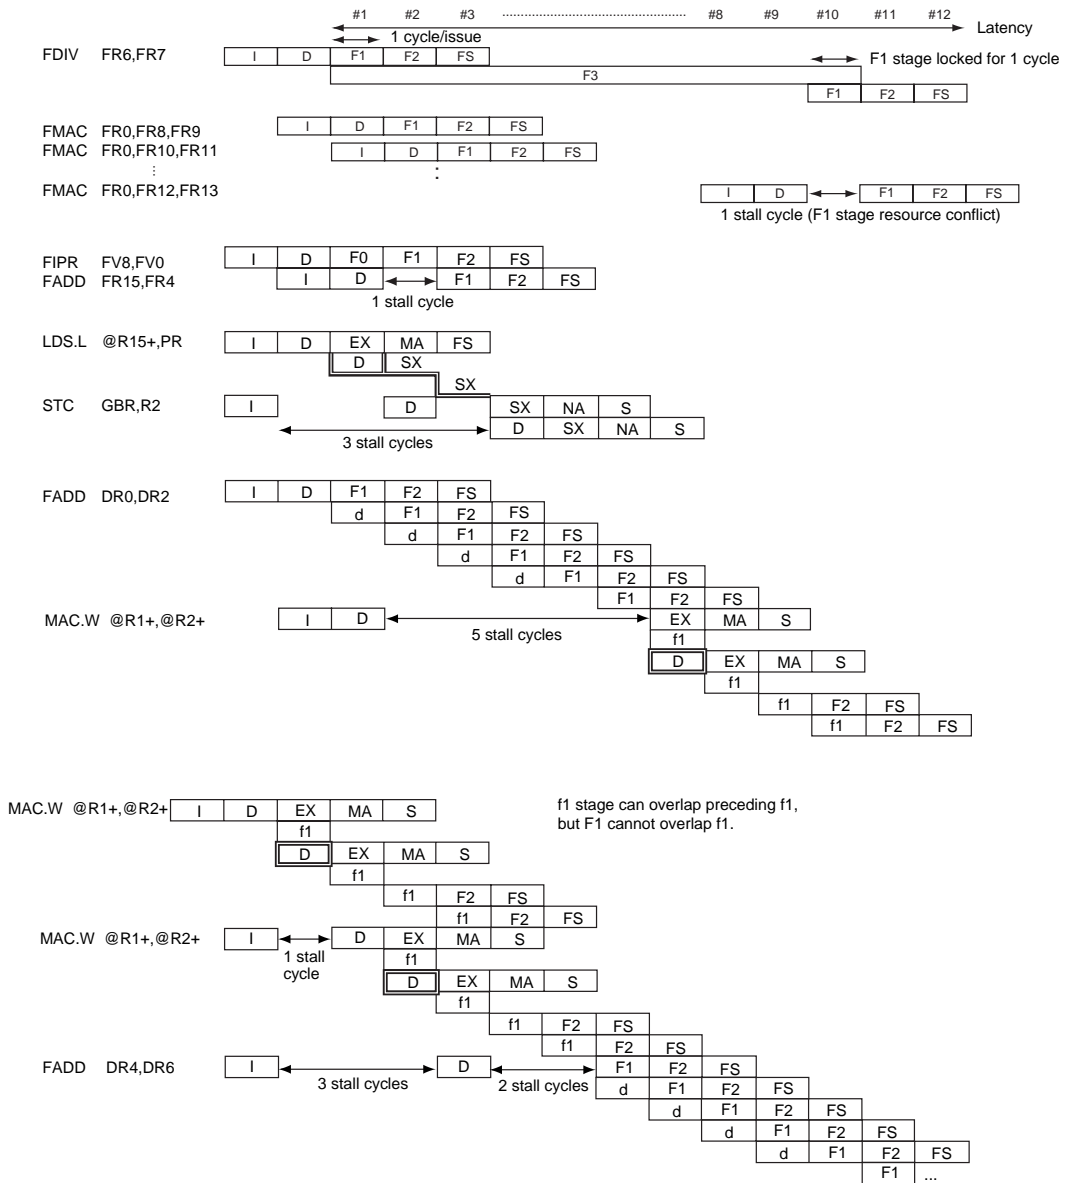 #1 #2 #3 #8 #9 #10 #11 #12
Latency
1 cycle/issue
FDIV FR6,FR7 I D F1 F2 FS F1 stage locked for 1 cycle
F3
F1 F2 FS
FMAC FR0,FR8,FR9 I D F1 F2 FS
FMAC FR0,FR10,FR11 I D F1 F2 FS
FMAC FR0,FR12,FR13 I D F1 F2 FS
1 stall cycle (F1 stage resource conflict)
FIPR FV8,FV0 I D F0 F1 F2 FS
FADD FR15,FR4 I D F1 F2 FS
1 stall cycle
LDS.L @R15+,PR I D EX MA FS
D SX
SX
STC GBR,R2 I D SX NA S
D SX NA S
3 stall cycles
FADD DR0,DR2 I D F1 F2 FS
d F1 F2 FS
d F1 F2 FS
d F1 F2 FS
d F1 F2 FS
F1 F2 FS
MAC.W @R1+,@R2+ I D EX MA S
5 stall cycles
f1
D EX MA S
f1
f1 F2 FS
f1 F2 FS
MAC.W @R1+,@R2+ I D EX MA S
f1 stage can overlap preceding f1,
but F1 cannot overlap f1.
f1
D EX MA S
f1
f1 F2 FS
f1 F2 FS
MAC.W @R1+,@R2+ I D EX MA S
1 stall
cycle
f1
D EX MA S
f1
f1 F2 FS
f1 F2 FS
FADD DR4,DR6 I D F1 F2 FS
3 stall cycles 2 stall cycles
d F1 F2 FS
d F1 F2 FS
d F1 F2 FS
d F1 F2 FS
F1 ...